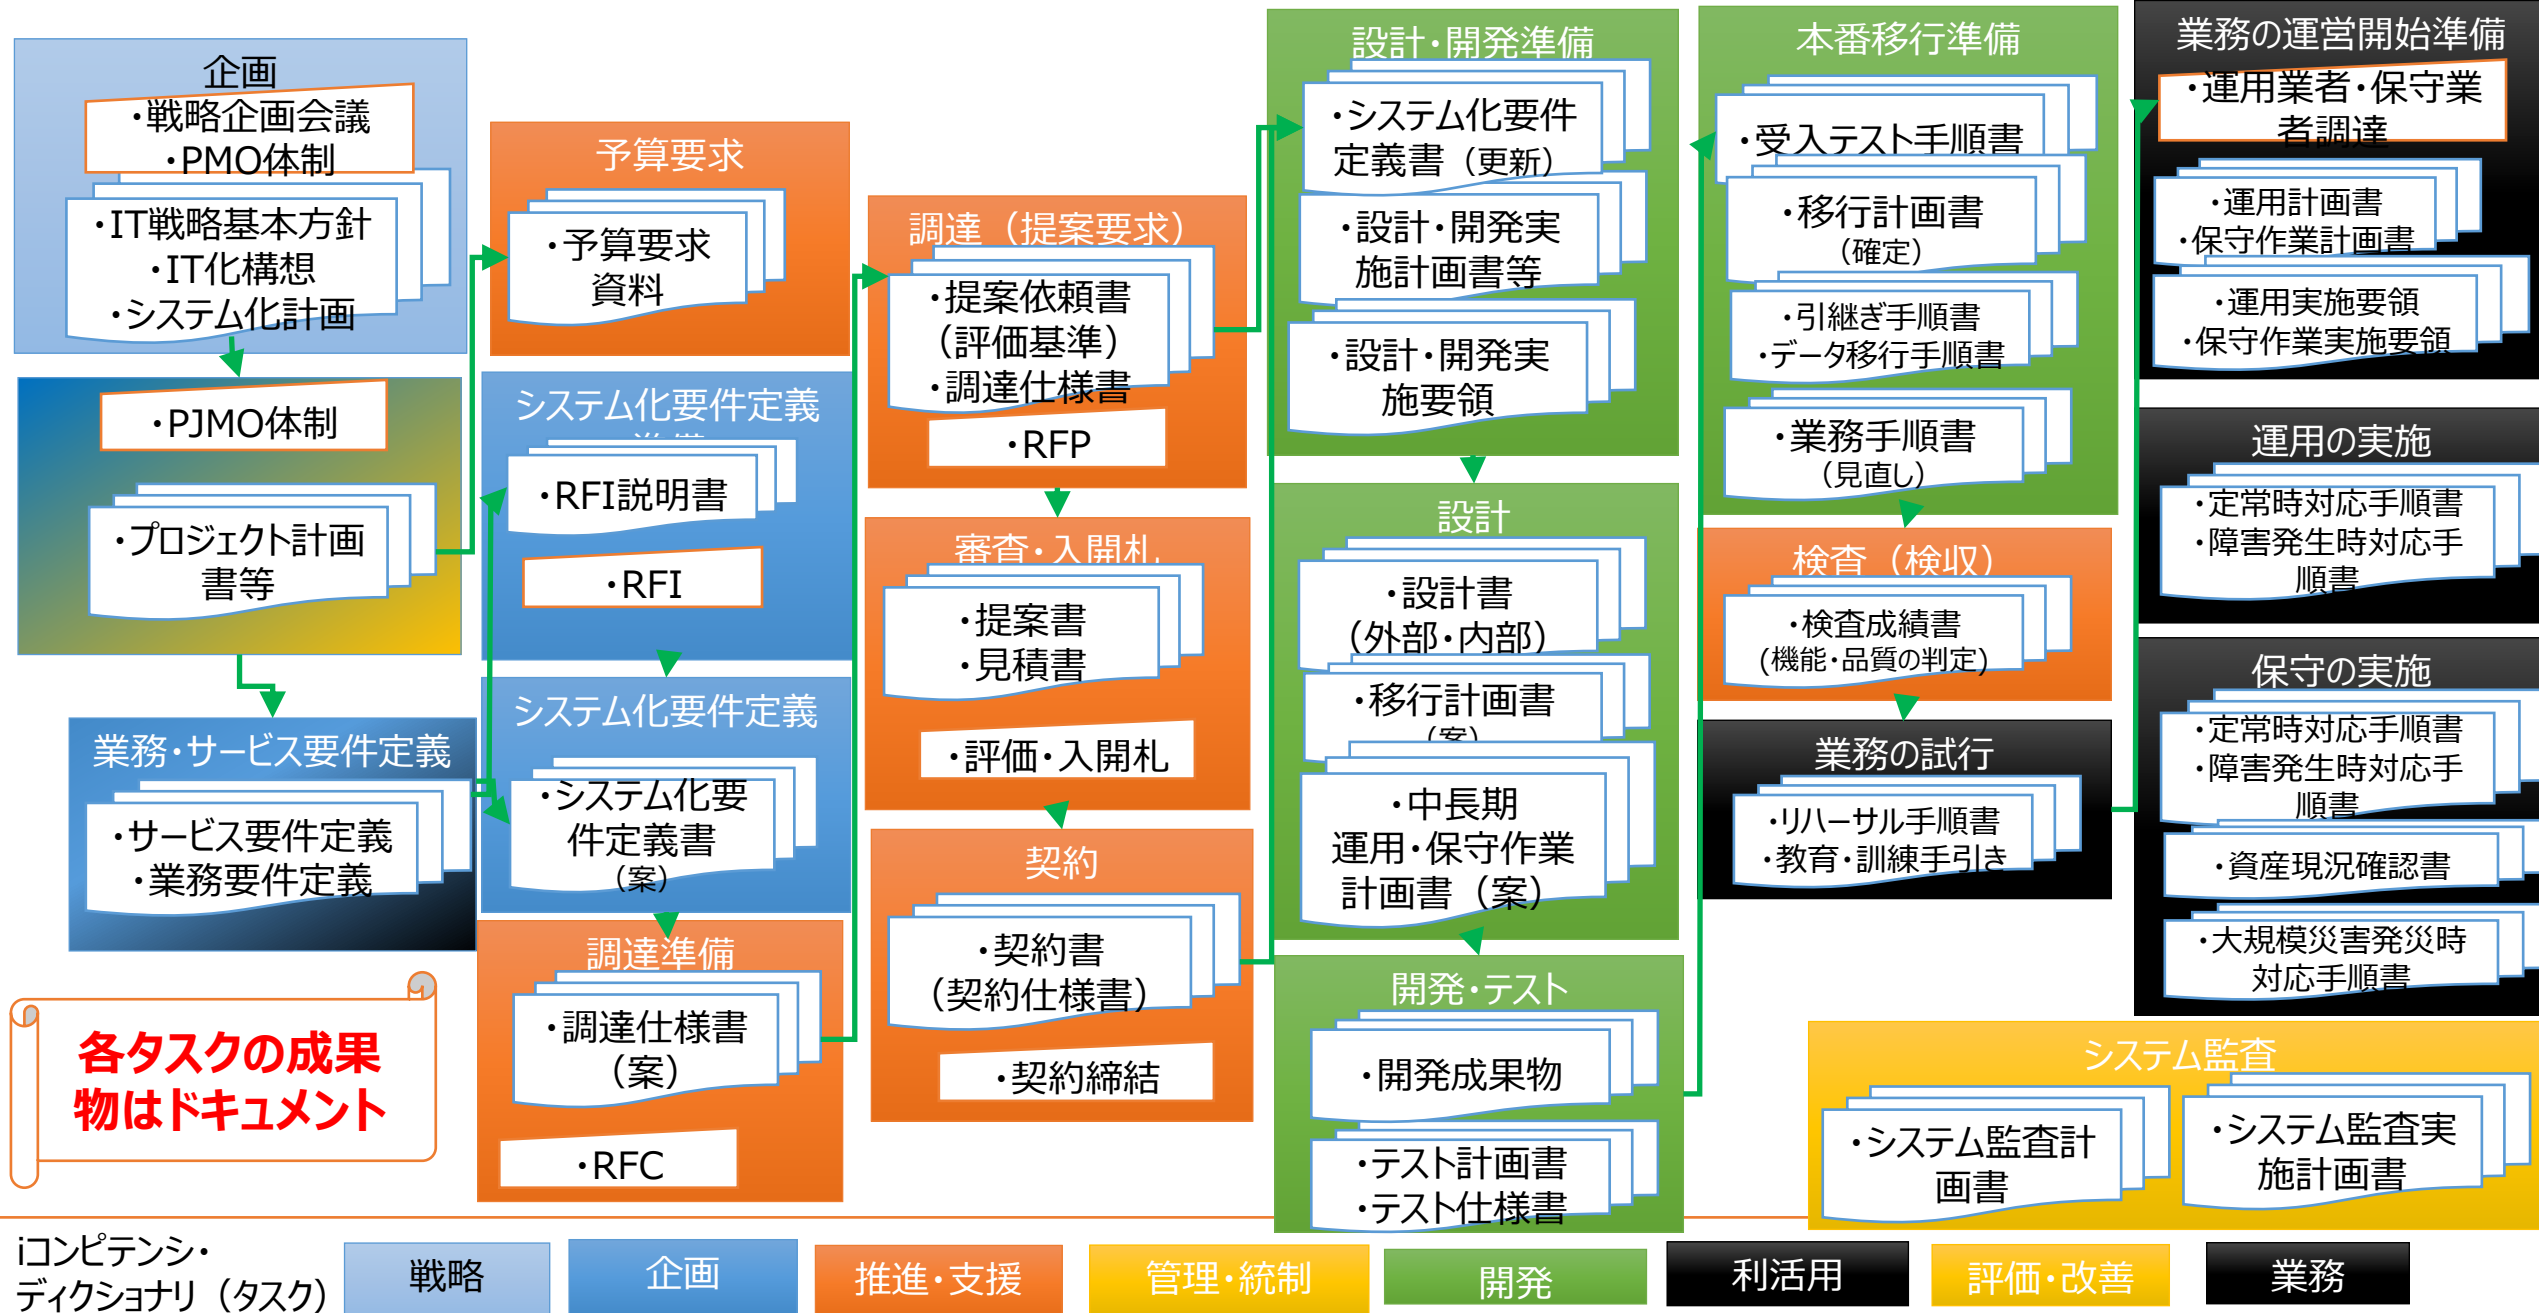 企画
・戦略企画会議
・PMO体制
・IT戦略基本方針
・IT化構想
・システム化計画
・PJMO体制
・プロジェクト計画
書等
業務・サービス要件定義
・サービス要件定義
・業務要件定義
各タスクの成果
物はドキュメント
予算要求
・予算要求
資料
システム化要件定義
・RFI説明書
・RFI
システム化要件定義
・システム化要
件定義書
（案）
調達準備
・調達仕様書
（案）
・RFC
調達（提案要求）
・提案依頼書
（評価基準）
・調達仕様書
・RFP
審査・入開札
・提案書
・見積書
・評価・入開札
契約
・契約書
（契約仕様書）
・契約締結
設計・開発準備
・システム化要件
定義書（更新）
・設計・開発実
施計画書等
・設計・開発実
施要領
設計
・設計書
（外部・内部）
・移行計画書
（案）
・中長期
運用・保守作業
計画書（案）
開発・テスト
・開発成果物
・テスト計画書
・テスト仕様書
本番移行準備
・受入テスト手順書
・移行計画書
（確定）
・引継ぎ手順書
・データ移行手順書
・業務手順書
（見直し）
検査（検収）
・検査成績書
(機能・品質の判定)
業務の試行
・リハーサル手順書
・教育・訓練手引き
業務の運営開始準備
・運用業者・保守業
者調達
・運用計画書
・保守作業計画書
・運用実施要領
・保守作業実施要領
運用の実施
・定常時対応手順書
・障害発生時対応手
順書
保守の実施
・定常時対応手順書
・障害発生時対応手
順書
・資産現況確認書
・大規模災害発災時
対応手順書
システム監査
・システム監査計
画書
・システム監査実
施計画書
iコンピテンシ・
ディクショナリ（タスク）
戦略
企画
推進・支援
管理・統制
開発
利活用
評価・改善
業務